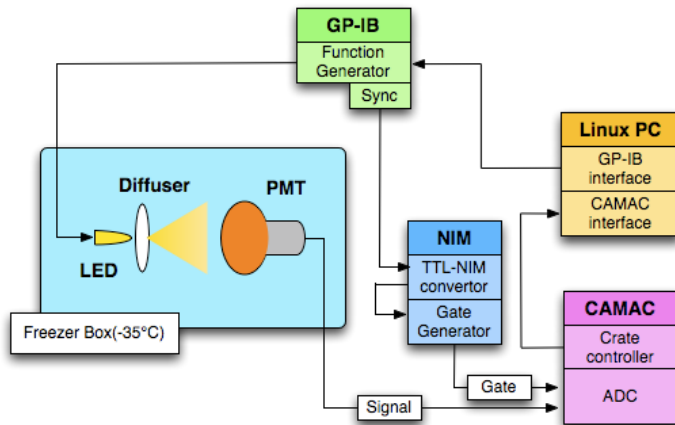 GP-IB
Function
Generator
Sync
Linux PC
GP-IB
interface
CAMAC
interface
Diffuser
PMT
LED
Freezer Box(-35°C)
NIM
TTL-NIM
convertor
Gate
Generator
CAMAC
Crate
controller
ADC
Gate
Signal